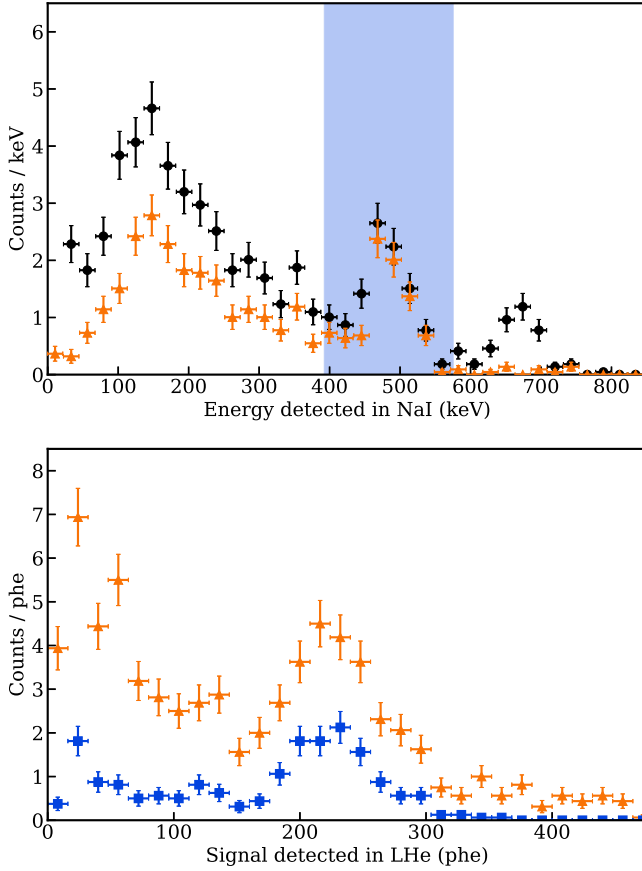 6
5
4
3
2
1
0
0 100 200 300 400 500 600 700 800
Counts / keV
Energy detected in NaI (keV)
8
7
6
5
4
3
2
1
0
0 100 200 300 400
Counts / phe
Signal detected in LHe (phe)